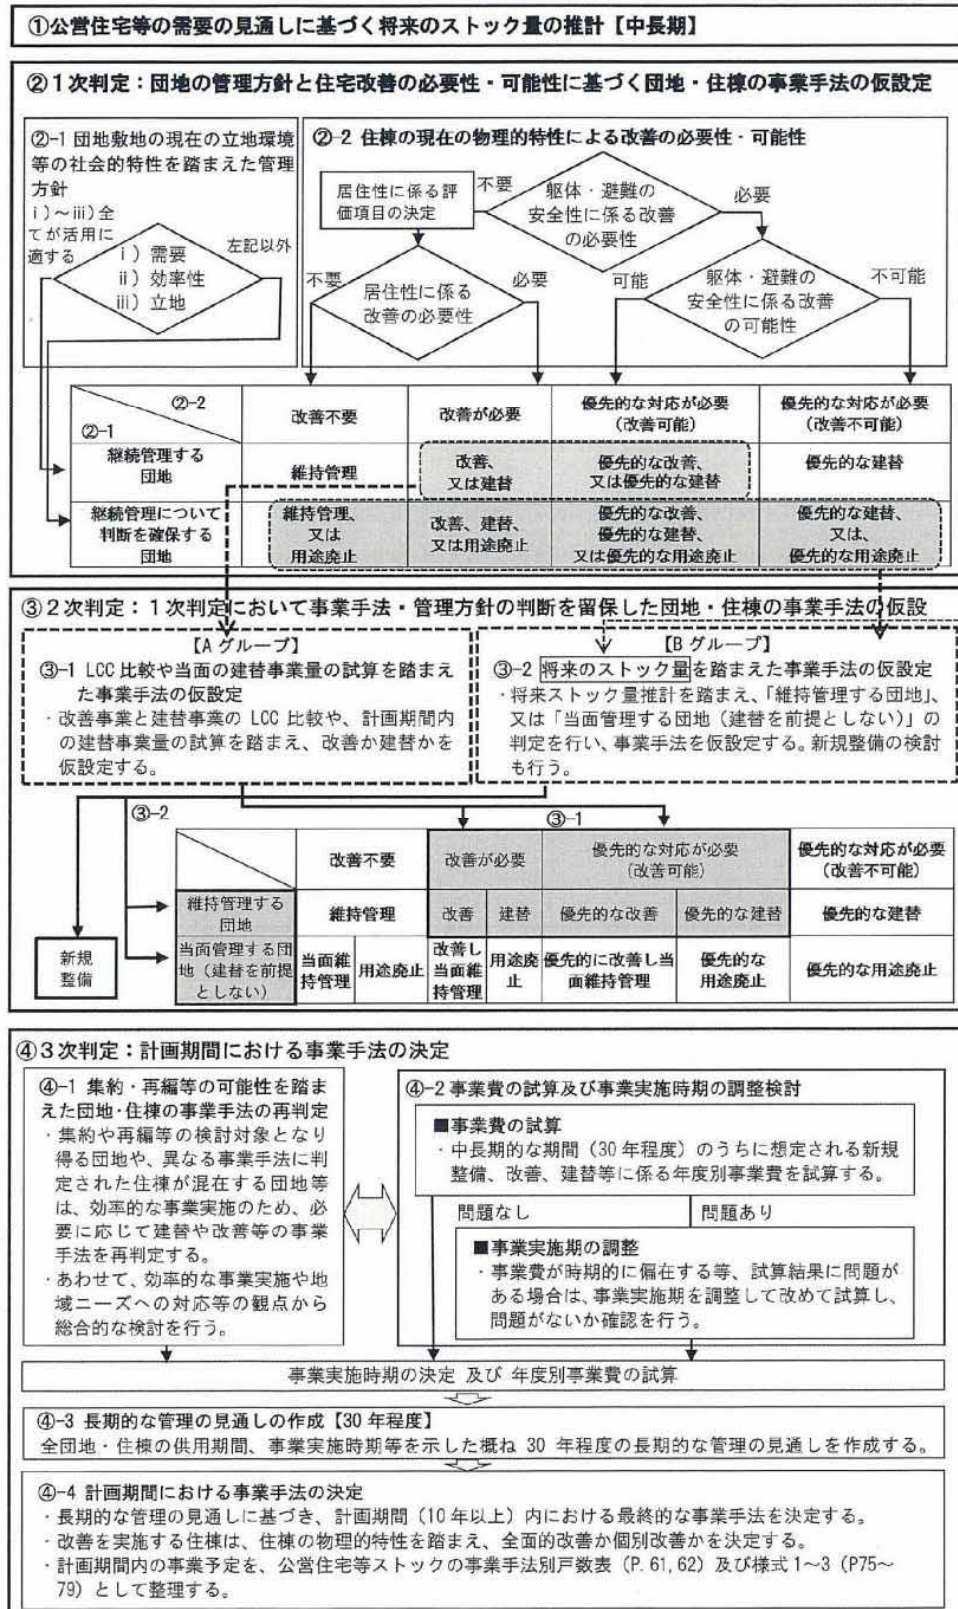 ①公営住宅等の需要の見通しに基づく将来のストック量の推計【中長期】
②１次判定：団地の管理方針と住宅改善の必要性・可能性に基づく団地・住棟の事業手法の仮設定
②-1 団地敷地の現在の立地環境
等の社会的特性を踏まえた管理
方針
ⅰ）～ⅲ）全
てが活用に
適する
ⅰ）需要
ⅱ）効率性
ⅲ）立地
左記以外
②-2 住棟の現在の物理的特性による改善の必要性・可能性
居住性に係る評
価項目の決定
不要
躯体・避難の
安全性に係る改善
の必要性
必要
不要
居住性に係る
改善の必要性
必要
可能
躯体・避難の
安全性に係る改善
の可能性
不可能
②-2
②-1
改善不要
改善が必要
優先的な対応が必要
（改善可能）
優先的な対応が必要
（改善不可能）
継続管理する
団地
維持管理
改善、
又は建替
優先的な改善、
又は優先的な建替
優先的な建替
継続管理について
判断を確保する
団地
維持管理、
又は
用途廃止
改善、建替、
又は用途廃止
優先的な改善、
優先的な建替、
又は優先的な用途廃止
優先的な建替、
又は、
優先的な用途廃止
③２次判定：１次判定において事業手法・管理方針の判断を留保した団地・住棟の事業手法の仮設
【A グループ】
③-1 LCC 比較や当面の建替事業量の試算を踏まえ
た事業手法の仮設定
・改善事業と建替事業の LCC 比較や、計画期間内
の建替事業量の試算を踏まえ、改善か建替かを
仮設定する。
【B グループ】
③-2 将来のストック量を踏まえた事業手法の仮設定
・将来ストック量推計を踏まえ、「維持管理する団地」、
又は「当面管理する団地（建替を前提としない）」の
判定を行い、事業手法を仮設定する。新規整備の検討
も行う。
③-2
③-1
改善不要
改善が必要
優先的な対応が必要
（改善可能）
優先的な対応が必要
（改善不可能）
維持管理する
団地
維持管理
改善
建替
優先的な改善
優先的な建替
優先的な建替
新規
整備
当面管理する団
地（建替を前提
としない）
当面維
持管理
用途廃止
改善し
当面維
持管理
用途廃
止
優先的に改善し当
面維持管理
優先的な
用途廃止
優先的な用途廃止
④３次判定：計画期間における事業手法の決定
④-1 集約・再編等の可能性を踏ま
えた団地・住棟の事業手法の再判定
・集約や再編等の検討対象となり
得る団地や、異なる事業手法に判
定された住棟が混在する団地等
は、効率的な事業実施のため、必
要に応じて建替や改善等の事業
手法を再判定する。
・あわせて、効率的な事業実施や地
域ニーズへの対応等の観点から
総合的な検討を行う。
④-2 事業費の試算及び事業実施時期の調整検討
■事業費の試算
・中長期的な期間（30 年程度）のうちに想定される新規
整備、改善、建替等に係る年度別事業費を試算する。
問題なし
問題あり
■事業実施期の調整
・事業費が時期的に偏在する等、試算結果に問題が
ある場合は、事業実施期を調整して改めて試算し、
問題がないか確認を行う。
事業実施時期の決定 及び 年度別事業費の試算
④-3 長期的な管理の見通しの作成【30 年程度】
全団地・住棟の供用期間、事業実施時期等を示した概ね 30 年程度の長期的な管理の見通しを作成する。
④-4 計画期間における事業手法の決定
・長期的な管理の見通しに基づき、計画期間（10 年以上）内における最終的な事業手法を決定する。
・改善を実施する住棟は、住棟の物理的特性を踏まえ、全面的改善か個別改善かを決定する。
・計画期間内の事業予定を、公営住宅等ストックの事業手法別戸数表（P. 61, 62）及び様式 1～3（P75～
79）として整理する。